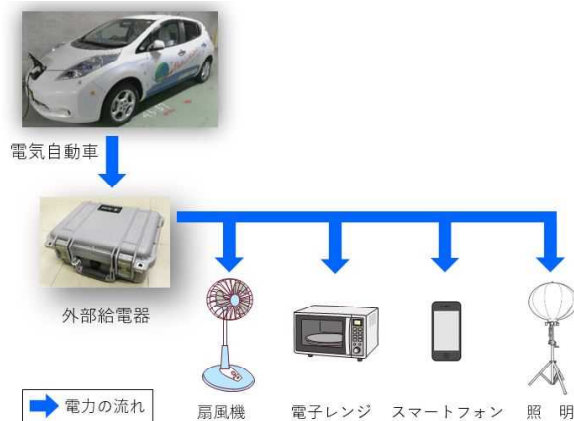 電気自動車
外部給電器
電力の流れ
扇風機
電子レンジ
スマートフォン
照 明